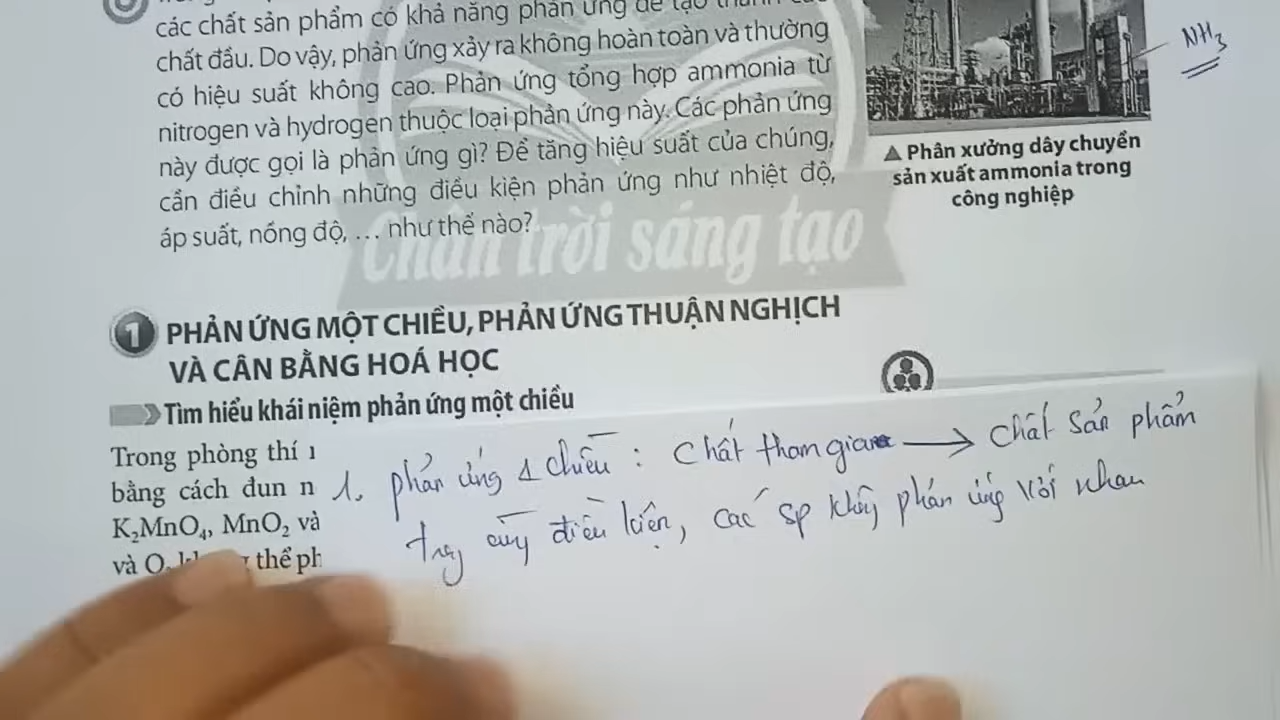 các chất sản phẩm có khả năng phản ứng để tạo thành các
chất đầu. Do vậy, phản ứng xảy ra không hoàn toàn và thường
có hiệu suất không cao. Phản ứng tổng hợp ammonia từ
nitrogen và hydrogen thuộc loại phản ứng này. Các phản ứng
này được gọi là phản ứng gì? Để tăng hiệu suất của chúng,
cần điều chỉnh những điều kiện phản ứng như nhiệt độ,
áp suất, nồng độ, … như thế nào?
NH₃
▲ Phân xưởng dây chuyền
sản xuất ammonia trong
công nghiệp
Chân trời sáng tạo
1 PHẢN ỨNG MỘT CHIỀU, PHẢN ỨNG THUẬN NGHỊCH
VÀ CÂN BẰNG HOÁ HỌC
Tìm hiểu khái niệm phản ứng một chiều
Trong phòng thí
bằng cách đun n
K₂MnO₄, MnO₂ và
và O₂ thể ph
1. phản ứng 1 chiều : chất tham gia → chất sản phẩm
trg cùng điều kiện, các sp không phản ứng với nhau